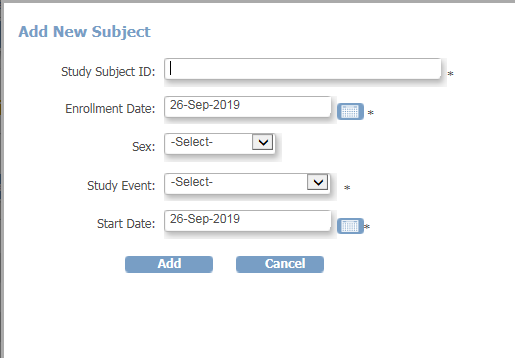 Add New Subject
Study Subject ID: *
Enrollment Date: 26-Sep-2019 *
Sex: -Select-
Study Event: -Select- *
Start Date: 26-Sep-2019 *
Add Cancel